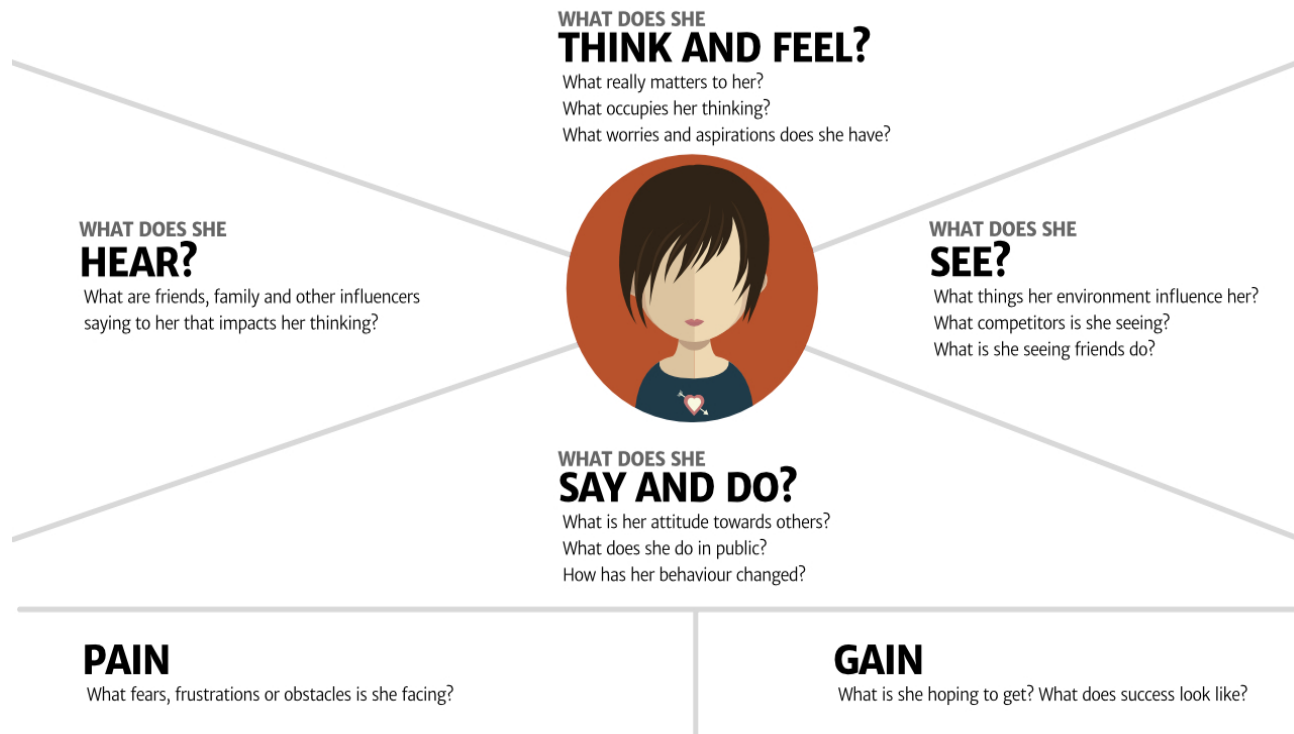 WHAT DOES SHE
THINK AND FEEL?
What really matters to her?
What occupies her thinking?
What worries and aspirations does she have?
WHAT DOES SHE
HEAR?
What are friends, family and other influencers
saying to her that impacts her thinking?
WHAT DOES SHE
SEE?
What things her environment influence her?
What competitors is she seeing?
What is she seeing friends do?
WHAT DOES SHE
SAY AND DO?
What is her attitude towards others?
What does she do in public?
How has her behaviour changed?
PAIN
What fears, frustrations or obstacles is she facing?
GAIN
What is she hoping to get? What does success look like?